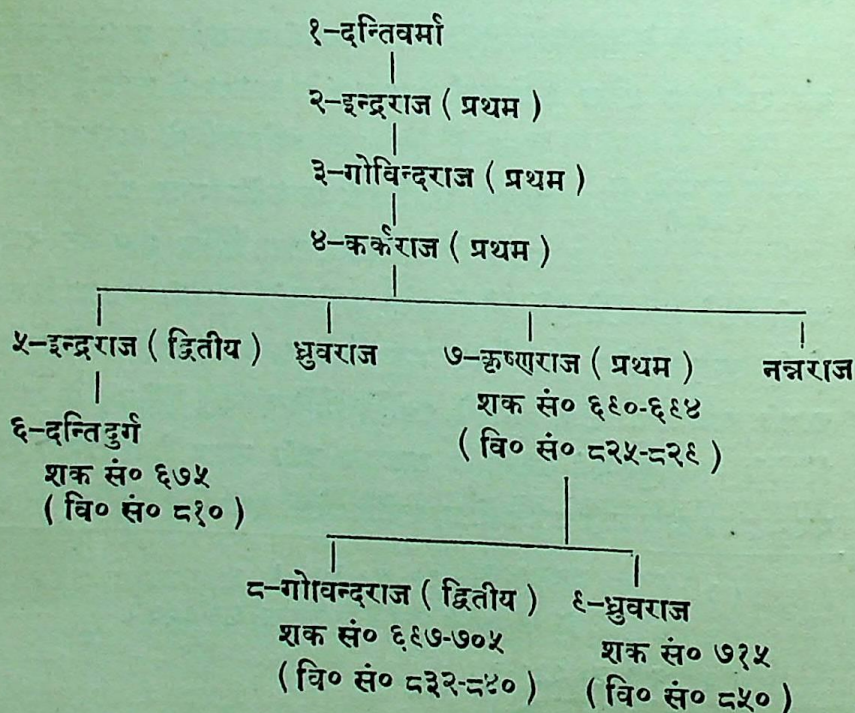 १-दन्तिवर्मा
२-इन्द्रराज ( प्रथम )
३-गोविन्दराज ( प्रथम )
४-कर्कराज ( प्रथम )
५-इन्द्रराज ( द्वितीय ) ध्रुवराज ७-कृष्णराज ( प्रथम ) नन्नराज
शक सं० ६९०-६९४
( वि० सं० ८२५-८२९ )
६-दन्तिदुर्ग
शक सं० ६७५
( वि० सं० ८१० )
८-गोविन्दराज ( द्वितीय ) ९-ध्रुवराज
शक सं० ६९७-७०५ शक सं० ७१५
( वि० सं० ८३२-८४० ) ( वि० सं० ८५० )